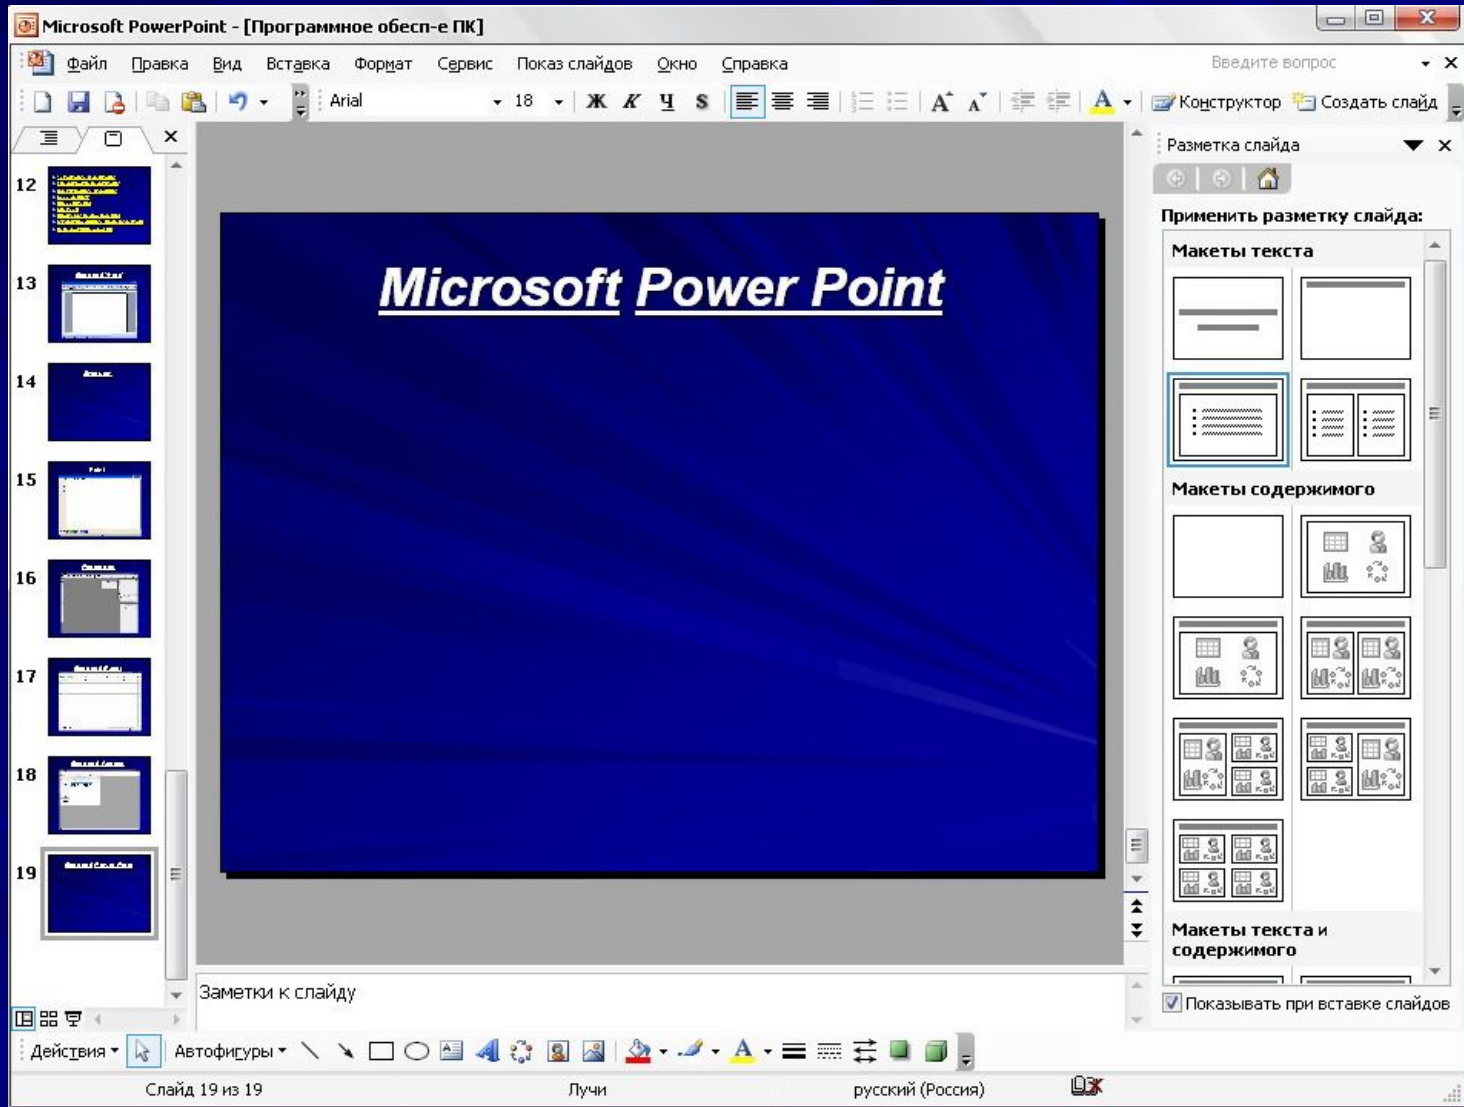 Microsoft PowerPoint - [Программное обесп-е ПК]
Файл Правка Вид Вставка Формат Сервис Показ слайдов Окно Справка Введите вопрос
Arial 18 Ж К Ч S Конструктор Создать слайд
Разметка слайда
Применить разметку слайда:
Макеты текста
Макеты содержимого
Макеты текста и
содержимого
Показывать при вставке слайдов
12
13
14
15
16
17
18
19
Microsoft Power Point
Заметки к слайду
Действия Автофигуры
Слайд 19 из 19 Лучи русский (Россия)